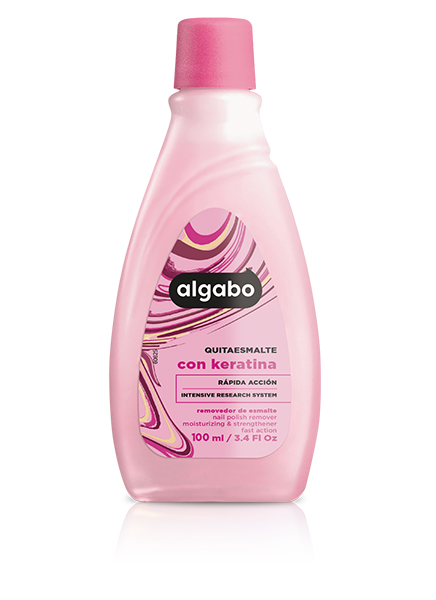 algabo
QUITAESMALTE
con keratina
RÁPIDA ACCIÓN
INTENSIVE RESEARCH SYSTEM
removedor de esmalte
nail polish remover
moisturizing & strengthener
fast action
100 ml / 3.4 Fl Oz